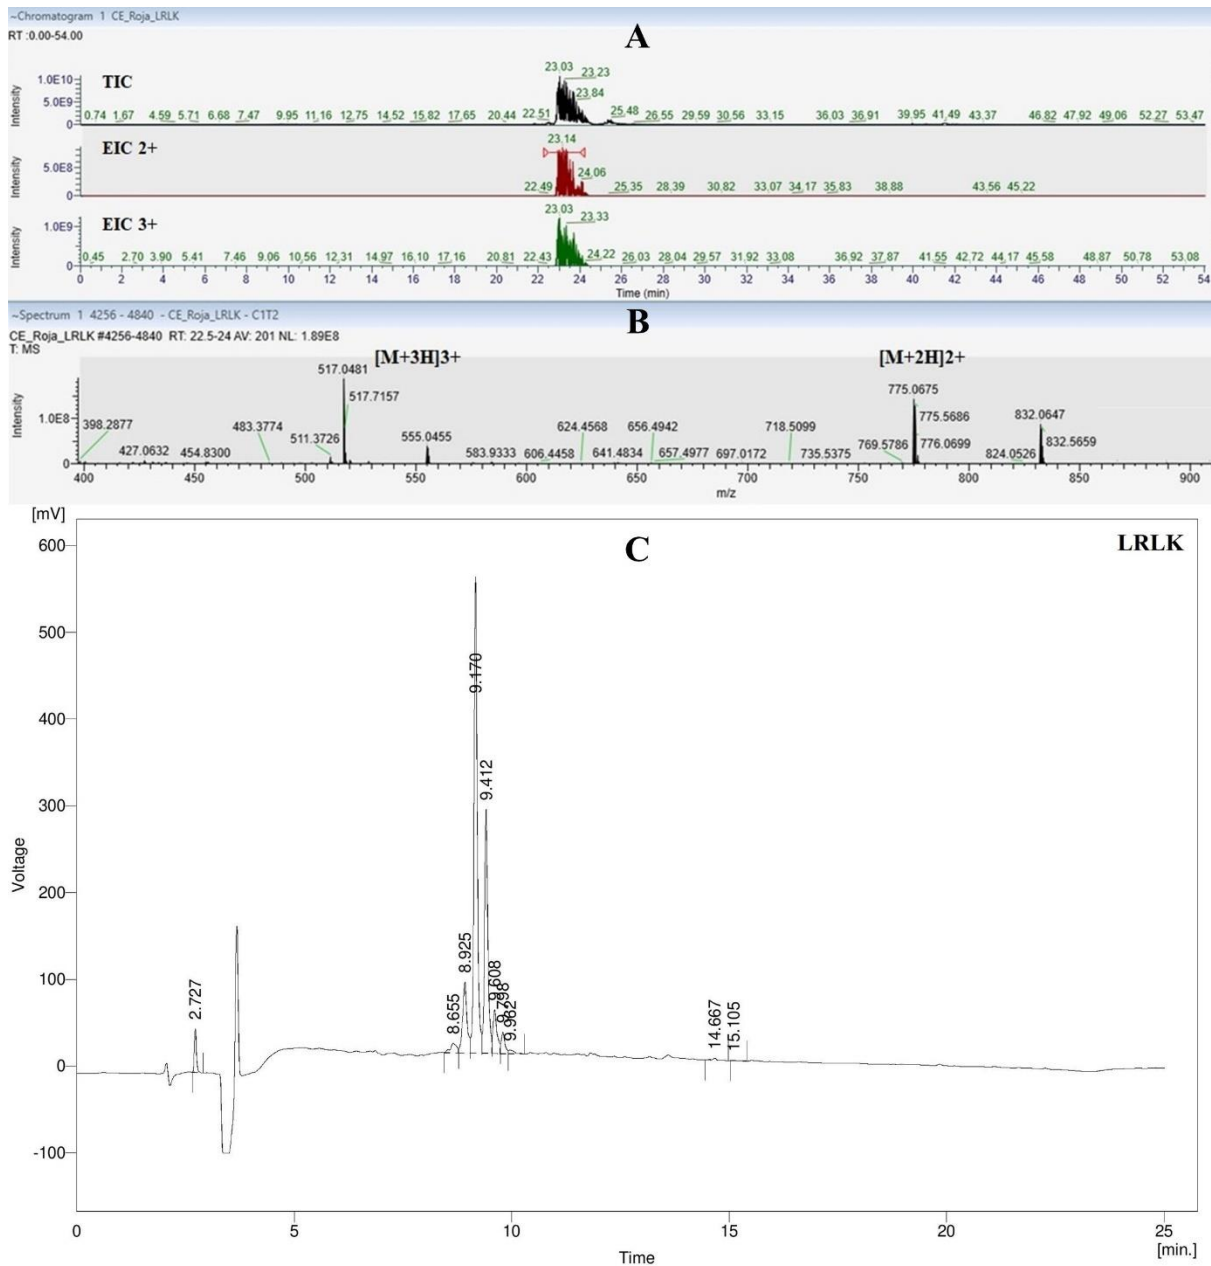 ~Chromatogram 1 CE_Roja_LRLK
RT :0.00-54.00
A
TIC
Intensity
1.0E10
5.0E9
0
0.74 1.67 4.59 5.71 6.68 7.47 9.95 11.16 12.75 14.52 15.82 17.65 20.44 22.51 23.03 23.23 23.84 25.48 26.55 29.59 30.56 33.15 36.03 36.91 39.95 41.49 43.37 46.82 47.92 49.06 52.27 53.47
EIC 2+
Intensity
5.0E8
0
22.49 23.14 24.06 25.35 28.39 30.82 33.07 34.17 35.83 38.88 43.56 45.22
EIC 3+
Intensity
1.0E9
0
0.45 2.70 3.90 5.41 7.46 9.06 10.56 12.31 14.97 16.10 17.16 20.81 22.43 23.03 23.33 24.22 26.03 28.04 29.57 31.92 33.08 36.92 37.87 41.55 42.72 44.17 45.58 48.87 50.78 53.08
0 2 4 6 8 10 12 14 16 18 20 22 24 26 28 30 32 34 36 38 40 42 44 46 48 50 52 54
Time (min)
~Spectrum 1 4256 - 4840 - CE_Roja_LRLK - C1T2
B
CE_Roja_LRLK #4256-4840 RT: 22.5-24 AV: 201 NL: 1.89E8
T: MS
[M+3H]3+ [M+2H]2+
Intensity
1.0E8
0
398.2877 427.0632 454.8300 483.3774 511.3726 517.0481 517.7157 555.0455 583.9333 606.4458 624.4568 641.4834 656.4942 657.4977 697.0172 718.5099 735.5375 769.5786 775.0675 775.5686 776.0699 824.0526 832.0647 832.5659
400 450 500 550 600 650 700 750 800 850 900
m/z
[mV]
C
LRLK
600
500
400
300
200
100
0
-100
Voltage
2.727 8.655 8.925 9.170 9.412 9.608 9.798 9.962 14.667 15.105
0 5 10 15 20 25
Time
[min.]